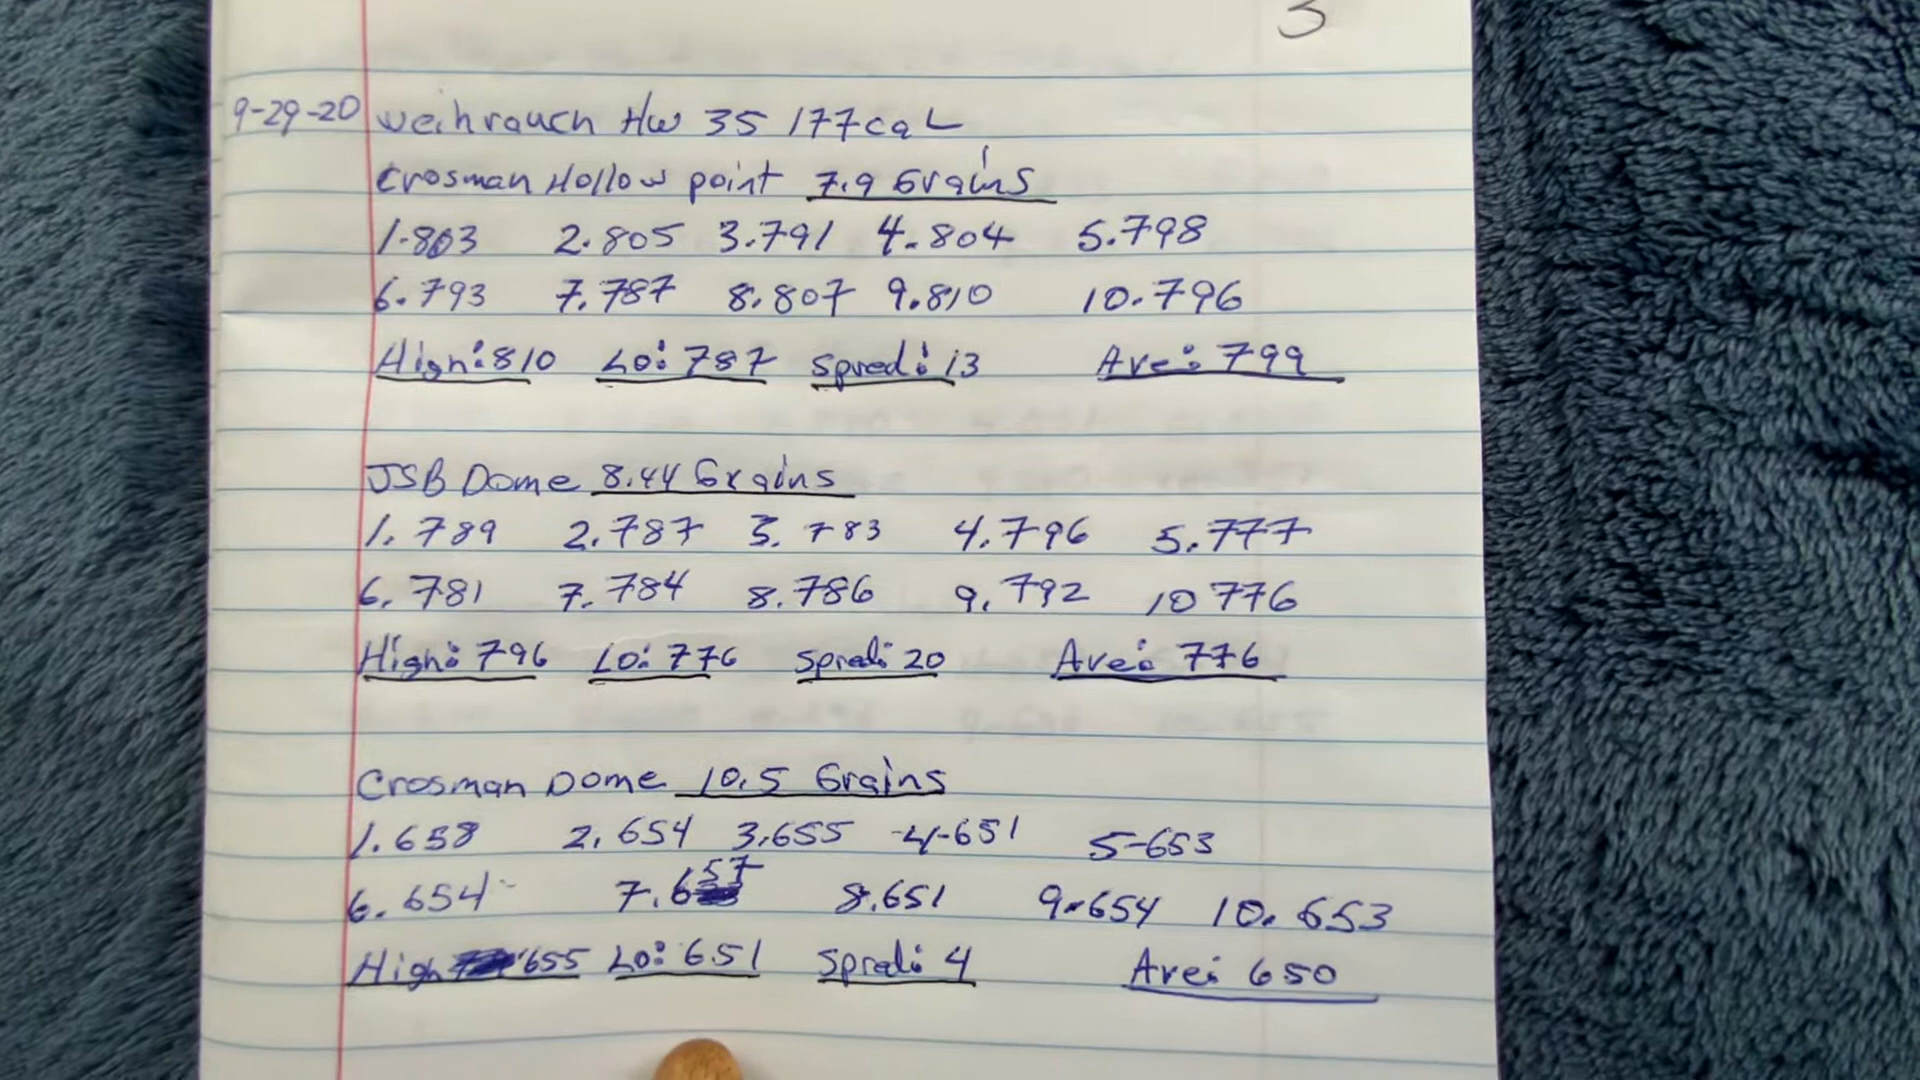 3
9-29-20 Weihrauch HW 35 177caL
Crosman Hollow point 7.9 Grains
1.803 2.805 3.791 4.804 5.798
6.793 7.787 8.807 9.810 10.796
High:810 Lo:787 Spred:13 Ave:799
JSB Dome 8.44 Grains
1.789 2.787 3.783 4.796 5.777
6.781 7.784 8.786 9.792 10 776
High:796 Lo:776 Spred:20 Ave:776
Crosman Dome 10.5 Grains
1.658 2.654 3.655 4-651 5-653
6.654 7.657 8.651 9.654 10.653
High 655 Lo:651 Spred:4 Ave:650